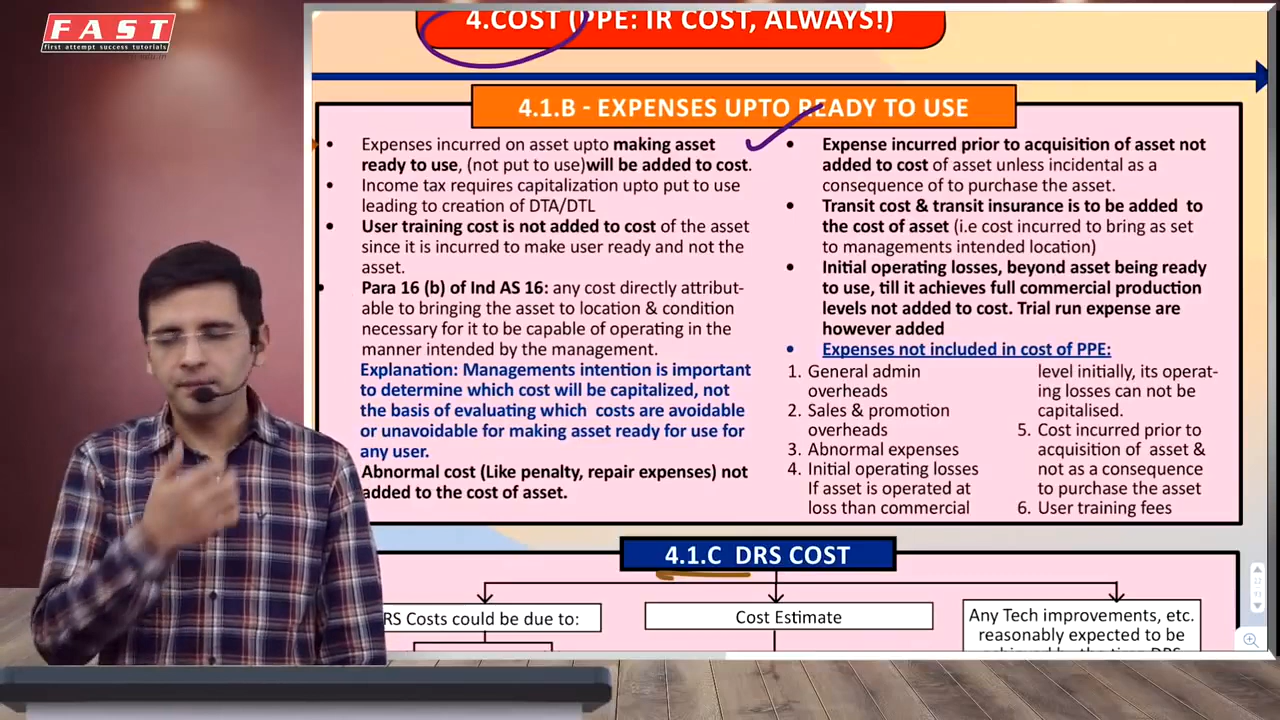 FAST
first attempt success tutorials
4.COST (PPE: IR COST, ALWAYS!)
4.1.B - EXPENSES UPTO READY TO USE
• Expenses incurred on asset upto making asset
ready to use, (not put to use)will be added to cost.
• Income tax requires capitalization upto put to use
leading to creation of DTA/DTL
• User training cost is not added to cost of the asset
since it is incurred to make user ready and not the
asset.
• Para 16 (b) of Ind AS 16: any cost directly attribut-
able to bringing the asset to location & condition
necessary for it to be capable of operating in the
manner intended by the management.
Explanation: Managements intention is important
to determine which cost will be capitalized, not
the basis of evaluating which costs are avoidable
or unavoidable for making asset ready for use for
any user.
Abnormal cost (Like penalty, repair expenses) not
added to the cost of asset.
• Expense incurred prior to acquisition of asset not
added to cost of asset unless incidental as a
consequence of to purchase the asset.
• Transit cost & transit insurance is to be added to
the cost of asset (i.e cost incurred to bring as set
to managements intended location)
• Initial operating losses, beyond asset being ready
to use, till it achieves full commercial production
levels not added to cost. Trial run expense are
however added
• Expenses not included in cost of PPE:
1. General admin
overheads
2. Sales & promotion
overheads
3. Abnormal expenses
4. Initial operating losses
If asset is operated at
loss than commercial
level initially, its operat-
ing losses can not be
capitalised.
5. Cost incurred prior to
acquisition of asset &
not as a consequence
to purchase the asset
6. User training fees
4.1.C DRS COST
RS Costs could be due to:
Cost Estimate
Any Tech improvements, etc.
reasonably expected to be